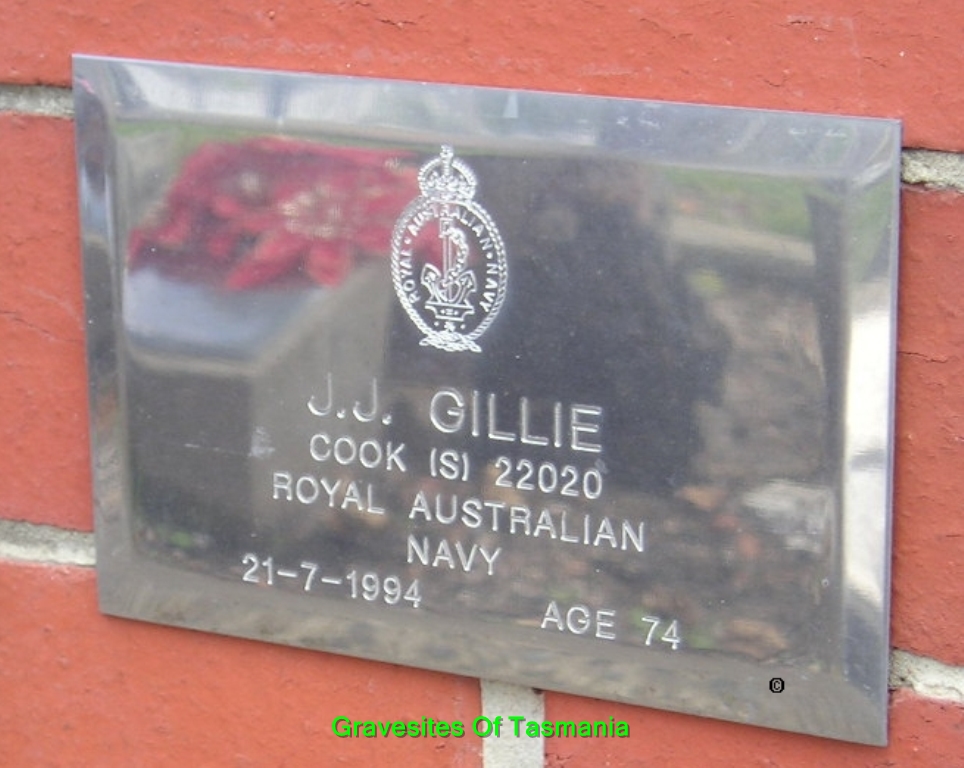 ROYAL • AUSTRALIAN • NAVY
J.J. GILLIE
COOK (S) 22020
ROYAL AUSTRALIAN
NAVY
21-7-1994 AGE 74
©
Gravesites Of Tasmania